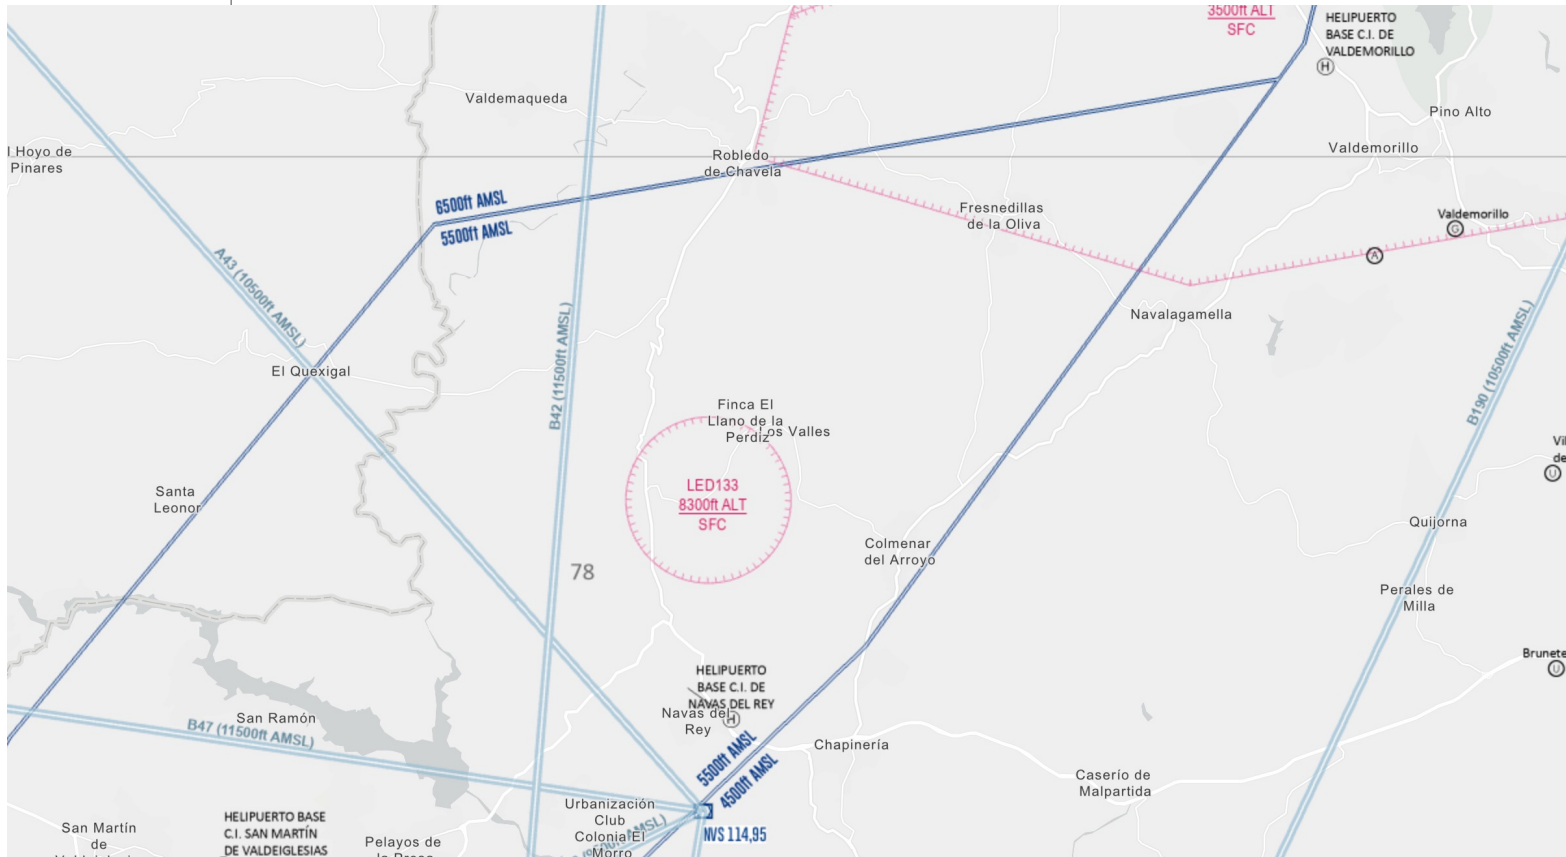 3500ft ALT
SFC
HELIPUERTO
BASE C.I. DE
VALDEMORILLO
H
Valdemaqueda
Pino Alto
l Hoyo de
Pinares
Robledo
de Chavela
Valdemorillo
6500ft AMSL
5500ft AMSL
Fresnedillas
de la Oliva
Valdemorillo
G
A
A43 (10500ft AMSL)
Navalagamella
El Quexigal
B42 (11500ft AMSL)
B190 (10500ft AMSL)
Finca El
Llano de la
Perdiz
Los Valles
Vil
de
U
LED133
8300ft ALT
SFC
Santa
Leonor
Quijorna
Colmenar
del Arroyo
78
Perales de
Milla
Brunete
U
HELIPUERTO
BASE C.I. DE
NAVAS DEL REY
H
Navas del
Rey
San Ramón
B47 (11500ft AMSL)
Chapinería
5500ft AMSL
4500ft AMSL
Caserío de
Malpartida
Urbanización
Club
Colonia El
Morro
AMSL)
NVS 114,95
HELIPUERTO BASE
C.I. SAN MARTÍN
DE VALDEIGLESIAS
San Martín
de
Pelayos de
la Presa